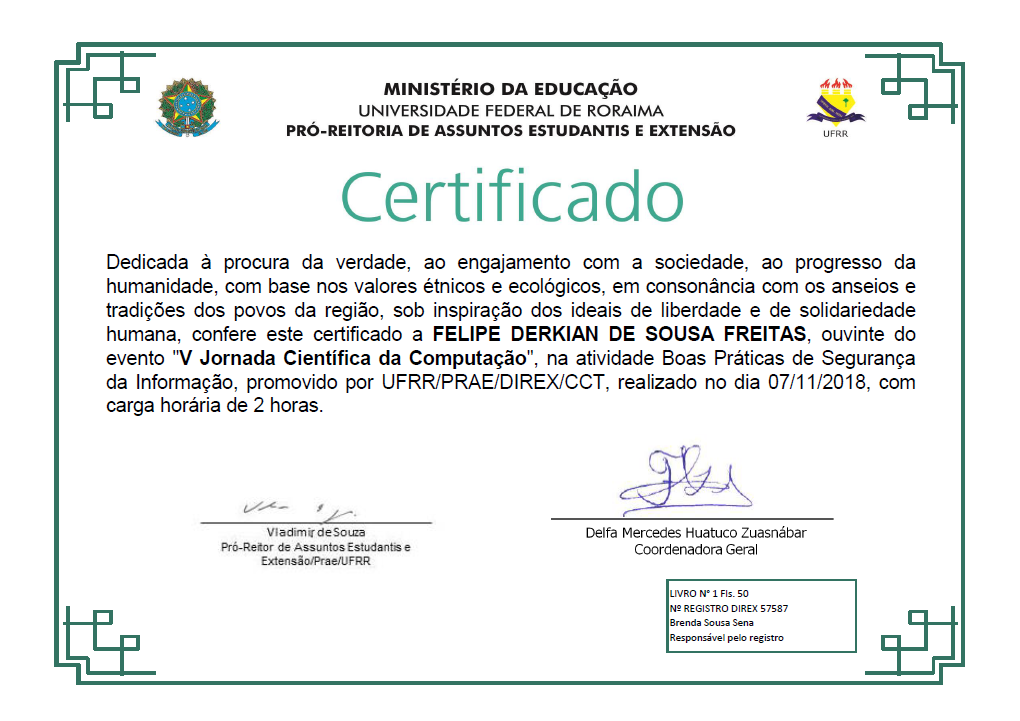 MINISTÉRIO DA EDUCAÇÃO
UNIVERSIDADE FEDERAL DE RORAIMA
PRÓ-REITORIA DE ASSUNTOS ESTUDANTIS E EXTENSÃO
UFRR
Certificado
Dedicada à procura da verdade, ao engajamento com a sociedade, ao progresso da
humanidade, com base nos valores étnicos e ecológicos, em consonância com os anseios e
tradições dos povos da região, sob inspiração dos ideais de liberdade e de solidariedade
humana, confere este certificado a FELIPE DERKIAN DE SOUSA FREITAS, ouvinte do
evento "V Jornada Científica da Computação", na atividade Boas Práticas de Segurança
da Informação, promovido por UFRR/PRAE/DIREX/CCT, realizado no dia 07/11/2018, com
carga horária de 2 horas.
Vladimir de Souza
Pró-Reitor de Assuntos Estudantis e
Extensão/Prae/UFRR
Delfa Mercedes Huatuco Zuasnábar
Coordenadora Geral
LIVRO N° 1 Fls. 50
Nº REGISTRO DIREX 57587
Brenda Sousa Sena
Responsável pelo registro